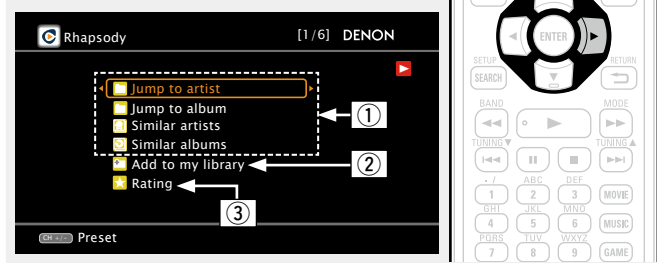 Rhapsody [1/6] DENON
Jump to artist
Jump to album
Similar artists
Similar albums
Add to my library
Rating
1
2
3
CH +/– Preset
ENTER
SETUP
RETURN
SEARCH
BAND
MODE
TUNING▼
TUNING▲
• /
ABC
DEF
1
2
3
MOVIE
GHI
JKL
MNO
4
5
6
MUSIC
PQRS
TUV
WXYZ
7
8
9
GAME